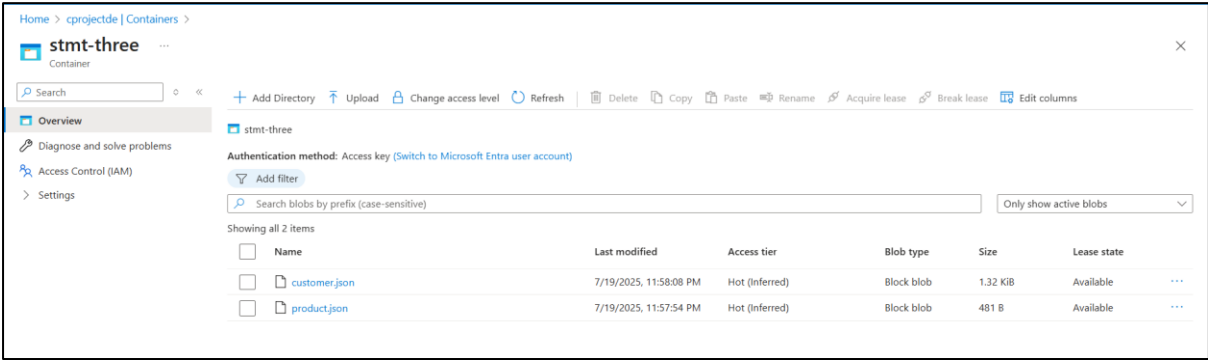 Home > cprojectde | Containers >
stmt-three ...
Container
Search
Overview
Diagnose and solve problems
Access Control (IAM)
Settings
Add Directory Upload Change access level Refresh Delete Copy Paste Rename Acquire lease Break lease Edit columns
stmt-three
Authentication method: Access key (Switch to Microsoft Entra user account)
Add filter
Search blobs by prefix (case-sensitive) Only show active blobs
Showing all 2 items
Name Last modified Access tier Blob type Size Lease state
customer.json 7/19/2025, 11:58:08 PM Hot (Inferred) Block blob 1.32 KiB Available ...
product.json 7/19/2025, 11:57:54 PM Hot (Inferred) Block blob 481 B Available ...